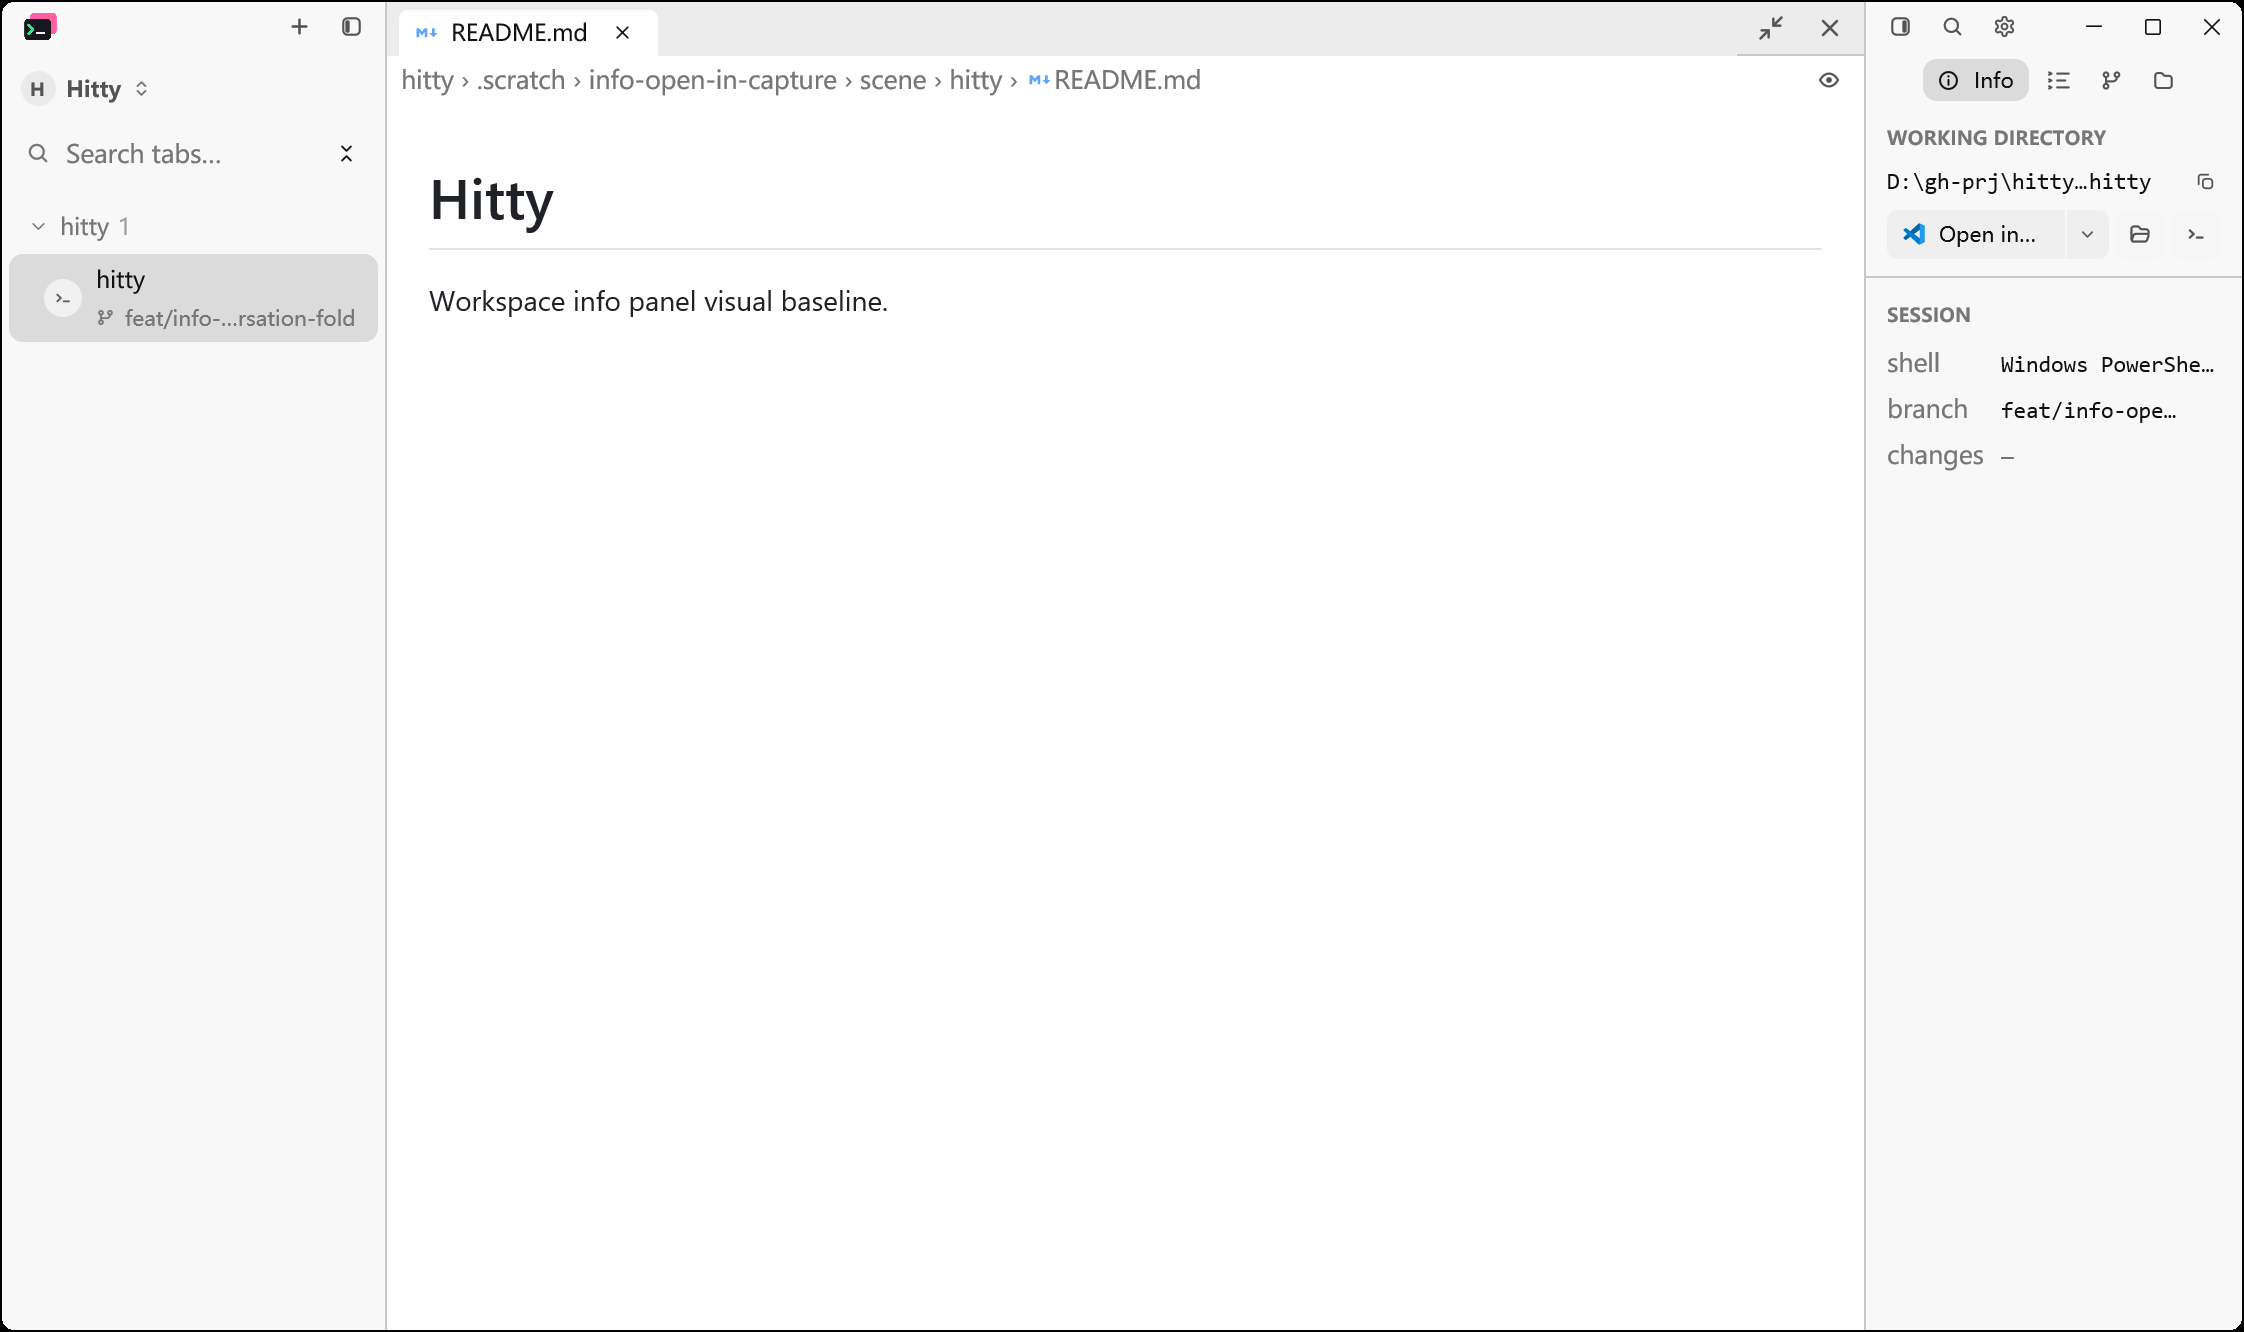 H Hitty
Search tabs...
hitty 1
hitty
feat/info-...rsation-fold
README.md
hitty › .scratch › info-open-in-capture › scene › hitty › M↓ README.md
Hitty
Workspace info panel visual baseline.
Info
WORKING DIRECTORY
D:\gh-prj\hitty…hitty
Open in...
SESSION
shell Windows PowerShe…
branch feat/info-ope…
changes —